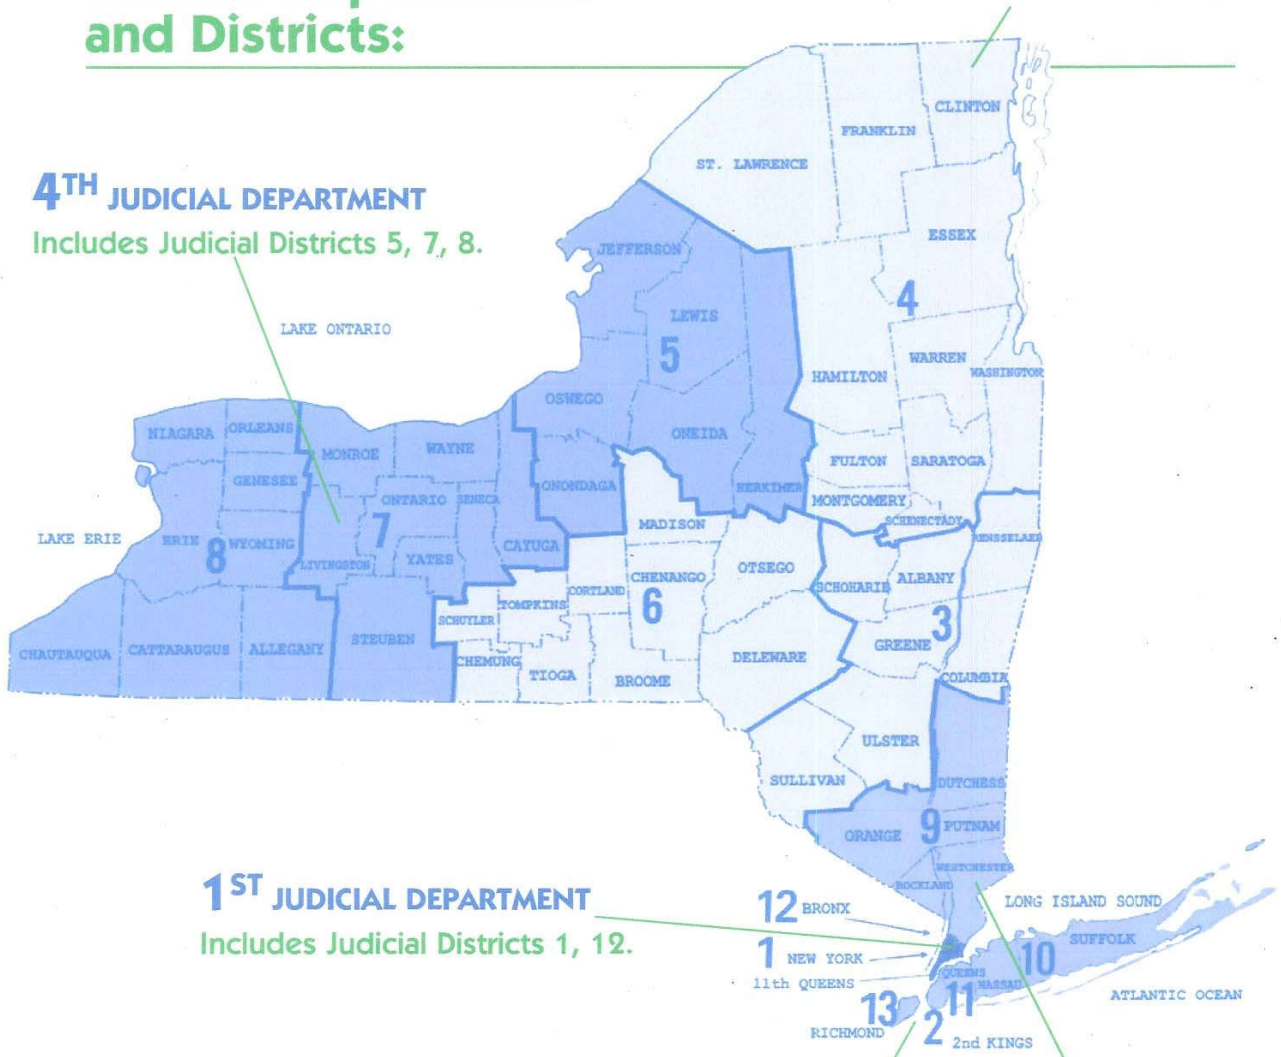 and Districts:
CLINTON
FRANKLIN
ST. LAWRENCE
4TH JUDICIAL DEPARTMENT
Includes Judicial Districts 5, 7, 8.
ESSEX
JEFFERSON
4
LAKE ONTARIO
LEWIS
5
WARREN
WASHINGTON
HAMILTON
OSWEGO
ONEIDA
NIAGARA
ORLEANS
MONROE
WAYNE
FULTON
SARATOGA
GENESEE
ONTARIO
SENECA
ONONDAGA
HERKIMER
MONTGOMERY
SCHENECTADY
MADISON
LAKE ERIE
ERIE
8
WYOMING
7
CAYUGA
RENSSELAER
LIVINGSTON
YATES
OTSEGO
CHENANGO
SCHOHARIE
ALBANY
CORTLAND
6
TOMPKINS
SCHUYLER
3
GREENE
STEUBEN
CHAUTAUQUA
CATTARAUGUS
ALLEGANY
CHEMUNG
TIOGA
BROOME
DELEWARE
COLUMBIA
ULSTER
SULLIVAN
DUTCHESS
ORANGE
9
PUTNAM
WESTCHESTER
ROCKLAND
1ST JUDICIAL DEPARTMENT
Includes Judicial Districts 1, 12.
12 BRONX
LONG ISLAND SOUND
SUFFOLK
1 NEW YORK
10
11th QUEENS
QUEENS
NASSAU
11
ATLANTIC OCEAN
13
RICHMOND
2 2nd KINGS